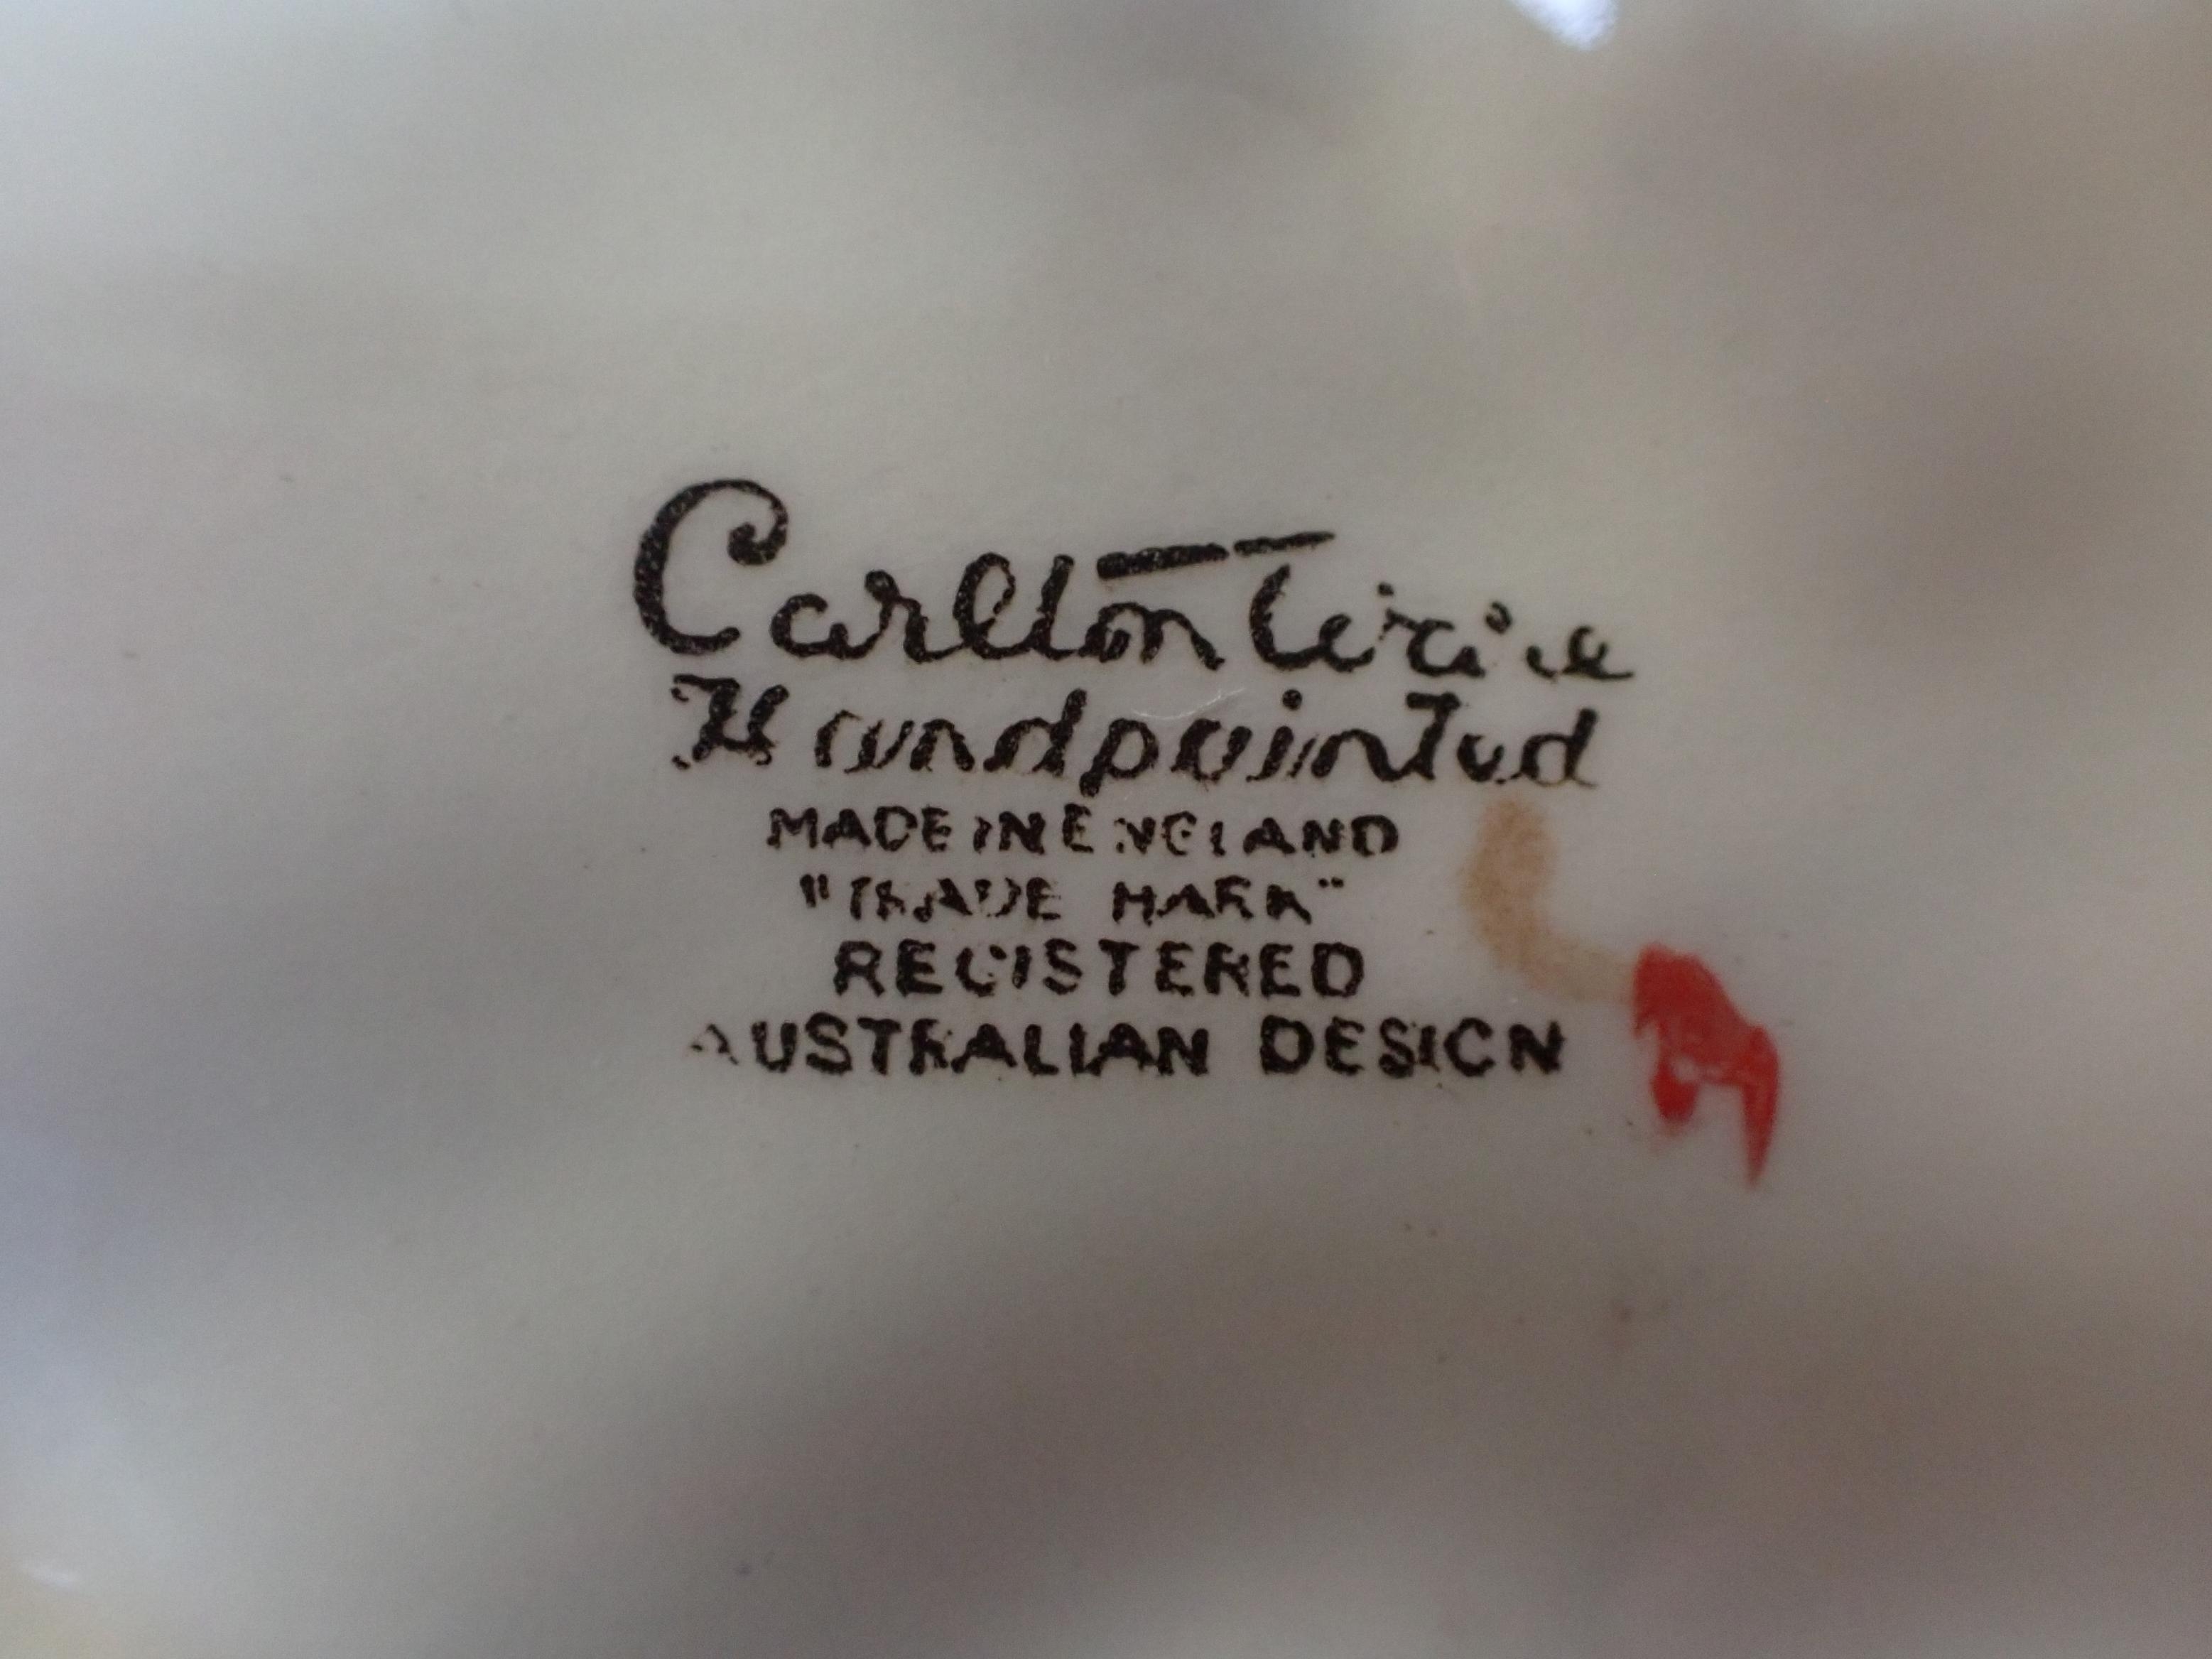 Carlton Ware
Handpainted
MADE IN ENGLAND
"TRADE MARK"
REGISTERED
AUSTRALIAN DESIGN